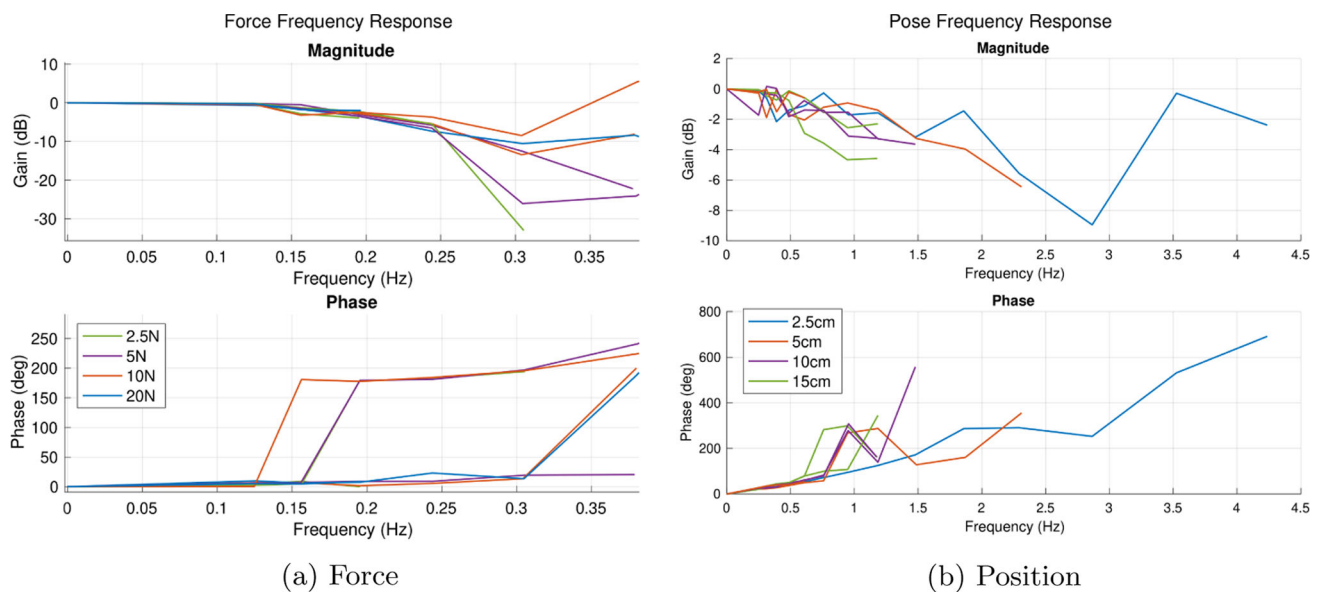 Force Frequency Response
Magnitude
10
0
-10
-20
-30
Gain (dB)
0 0.05 0.1 0.15 0.2 0.25 0.3 0.35
Frequency (Hz)
Phase
250
200
150
100
50
0
Phase (deg)
2.5N
5N
10N
20N
0 0.05 0.1 0.15 0.2 0.25 0.3 0.35
Frequency (Hz)
(a) Force
Pose Frequency Response
Magnitude
2
0
-2
-4
-6
-8
-10
Gain (dB)
0 0.5 1 1.5 2 2.5 3 3.5 4 4.5
Frequency (Hz)
Phase
800
600
400
200
0
Phase (deg)
2.5cm
5cm
10cm
15cm
0 0.5 1 1.5 2 2.5 3 3.5 4 4.5
Frequency (Hz)
(b) Position